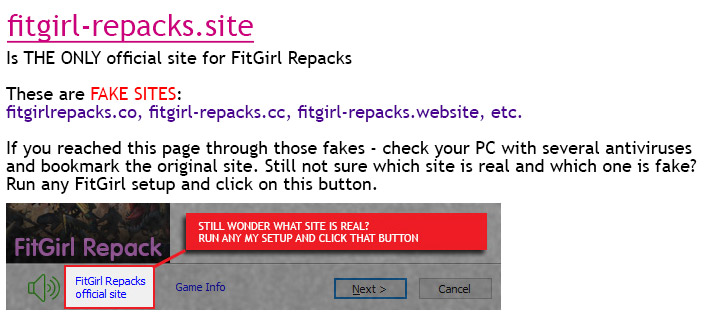 fitgirl-repacks.site
Is THE ONLY official site for FitGirl Repacks
These are FAKE SITES:
fitgirlrepacks.co, fitgirl-repacks.cc, fitgirl-repacks.website, etc.
If you reached this page through those fakes - check your PC with several antiviruses
and bookmark the original site. Still not sure which site is real and which one is fake?
Run any FitGirl setup and click on this button.
STILL WONDER WHAT SITE IS REAL?
RUN ANY MY SETUP AND CLICK THAT BUTTON
FitGirl Repack
FitGirl Repacks
official site
Game Info
Next >
Cancel